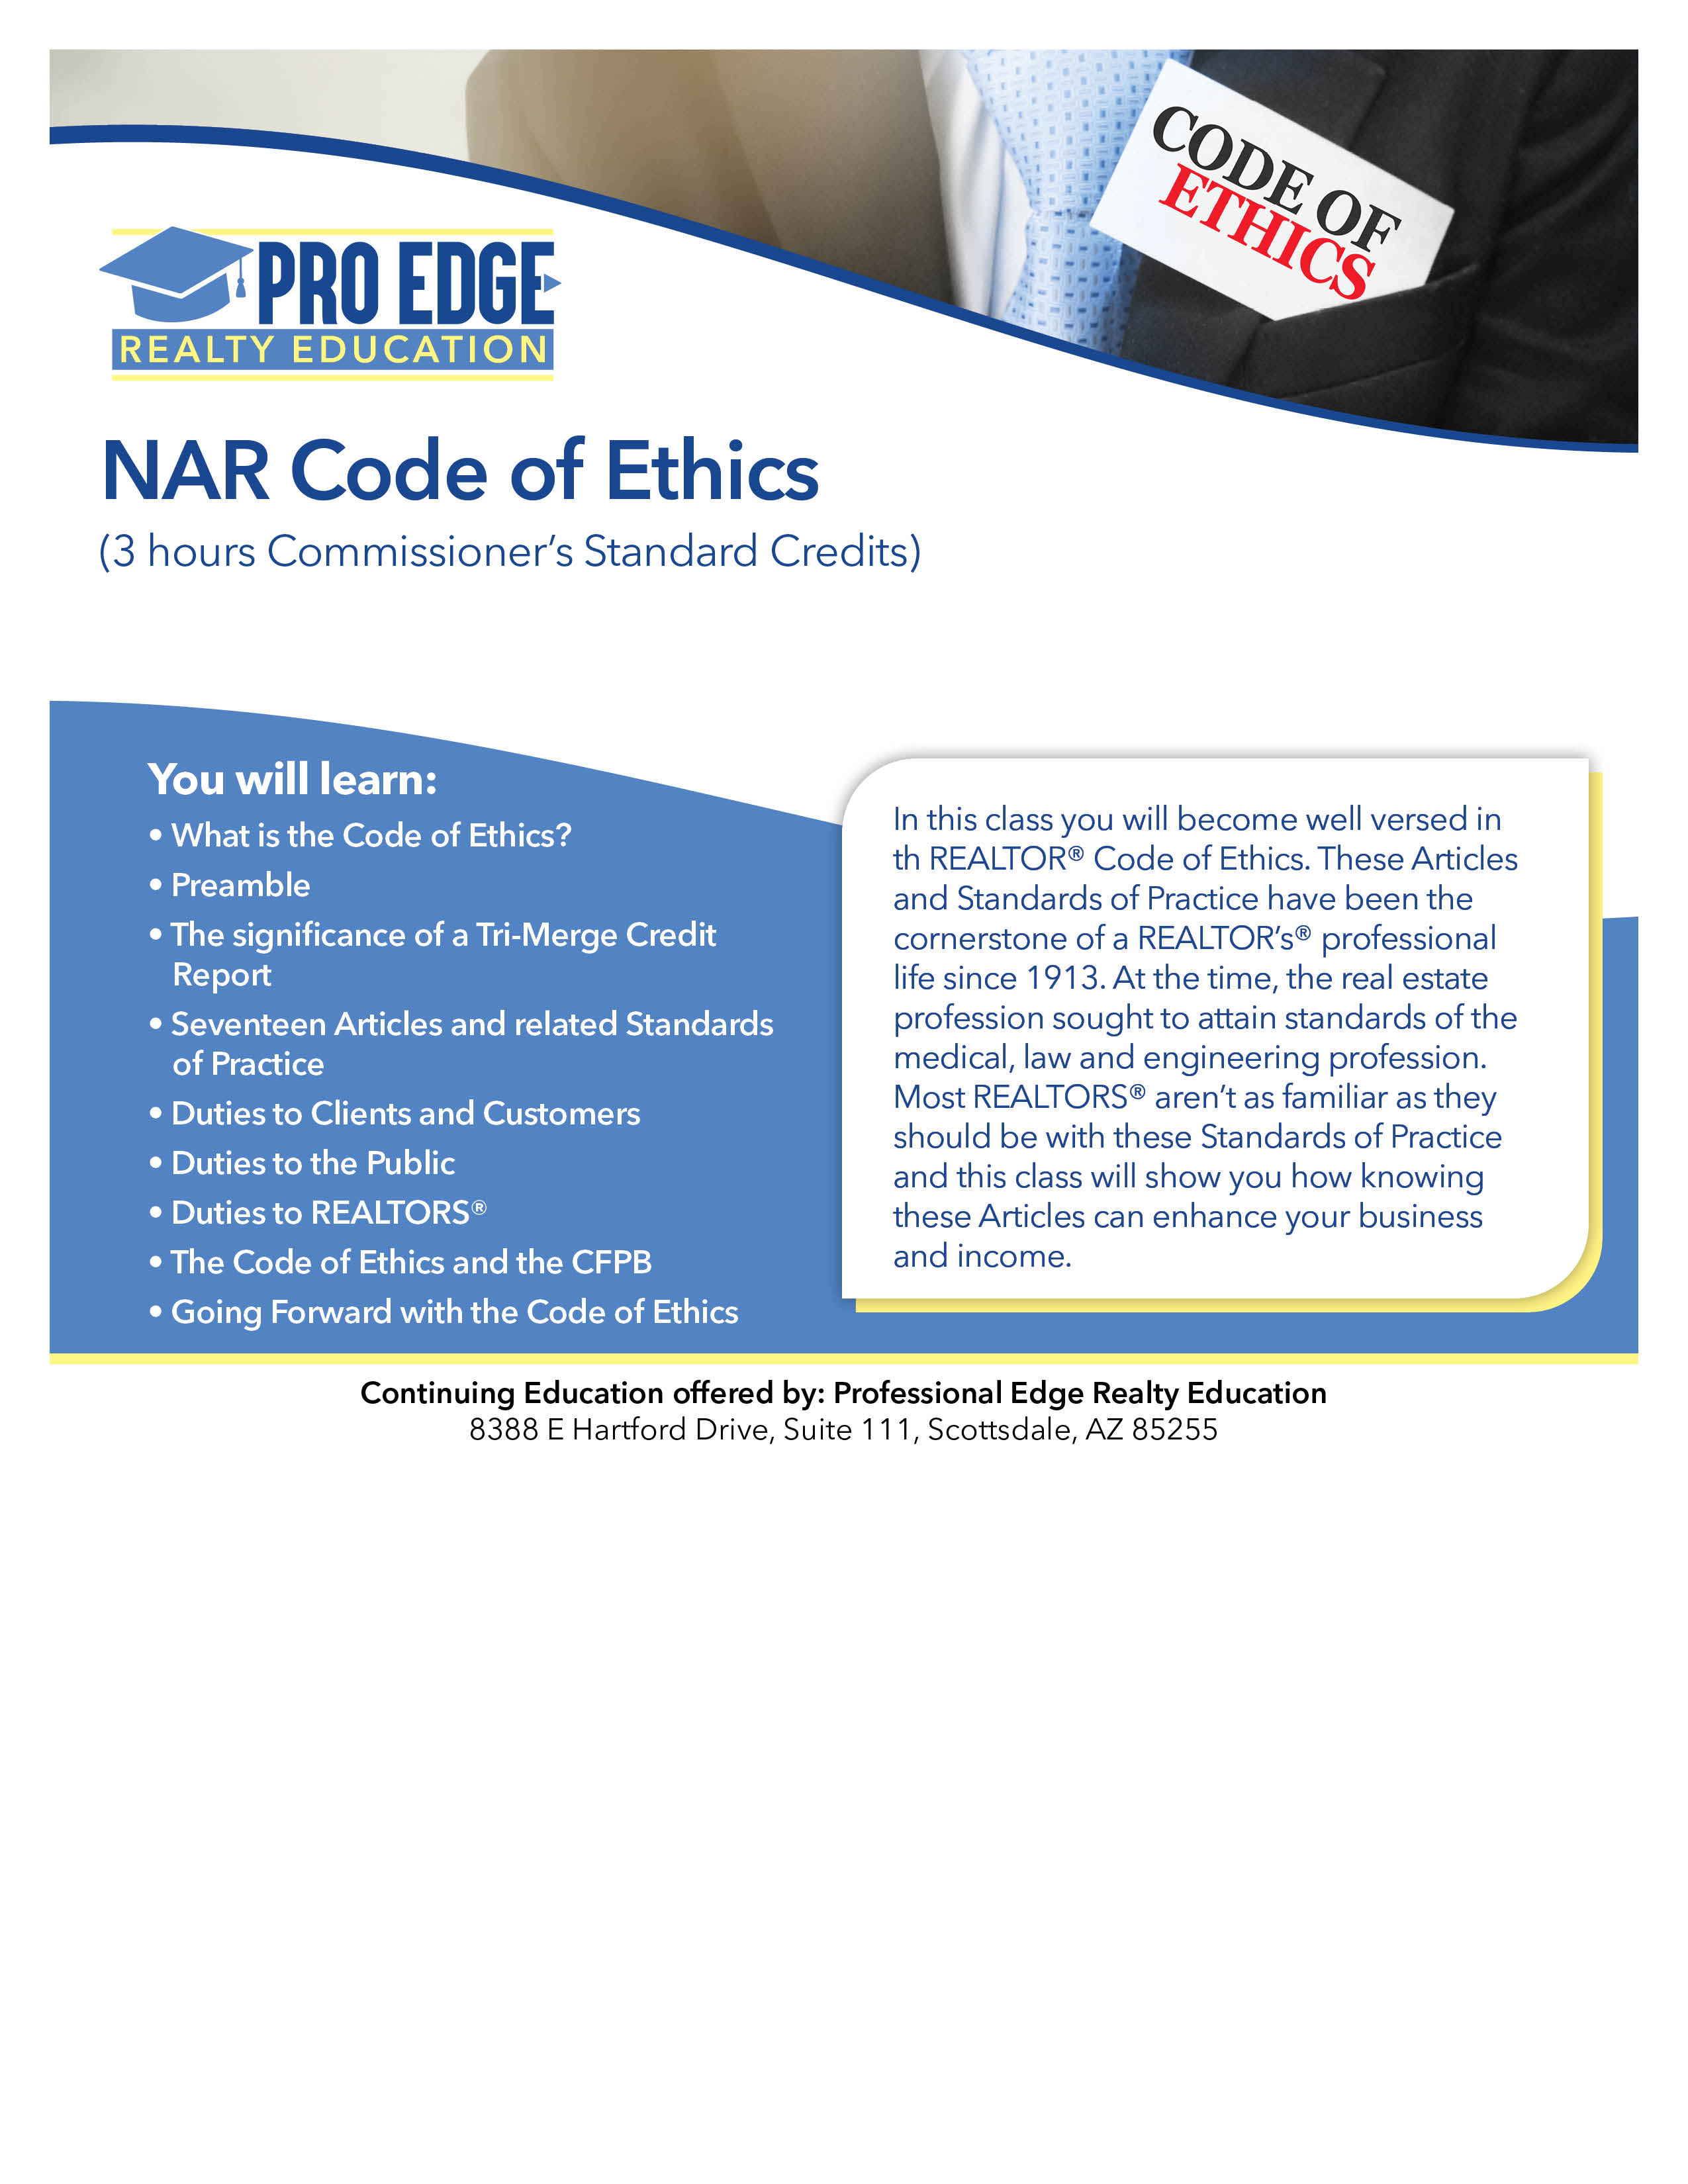 CODE OF
ETHICS
PRO EDGE
REALTY EDUCATION
NAR Code of Ethics
(3 hours Commissioner’s Standard Credits)
You will learn:
• What is the Code of Ethics?
• Preamble
• The significance of a Tri-Merge Credit
Report
• Seventeen Articles and related Standards
of Practice
• Duties to Clients and Customers
• Duties to the Public
• Duties to REALTORS®
• The Code of Ethics and the CFPB
• Going Forward with the Code of Ethics
In this class you will become well versed in
th REALTOR® Code of Ethics. These Articles
and Standards of Practice have been the
cornerstone of a REALTOR’s® professional
life since 1913. At the time, the real estate
profession sought to attain standards of the
medical, law and engineering profession.
Most REALTORS® aren’t as familiar as they
should be with these Standards of Practice
and this class will show you how knowing
these Articles can enhance your business
and income.
Continuing Education offered by: Professional Edge Realty Education
8388 E Hartford Drive, Suite 111, Scottsdale, AZ 85255